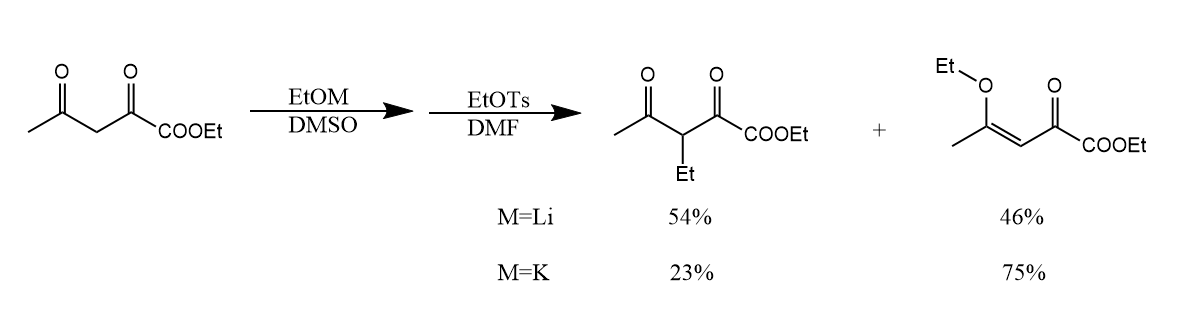 O O COOEt
EtOM
DMSO
EtOTs
DMF
O O COOEt
Et
+
Et O O COOEt
M=Li 54% 46%
M=K 23% 75%